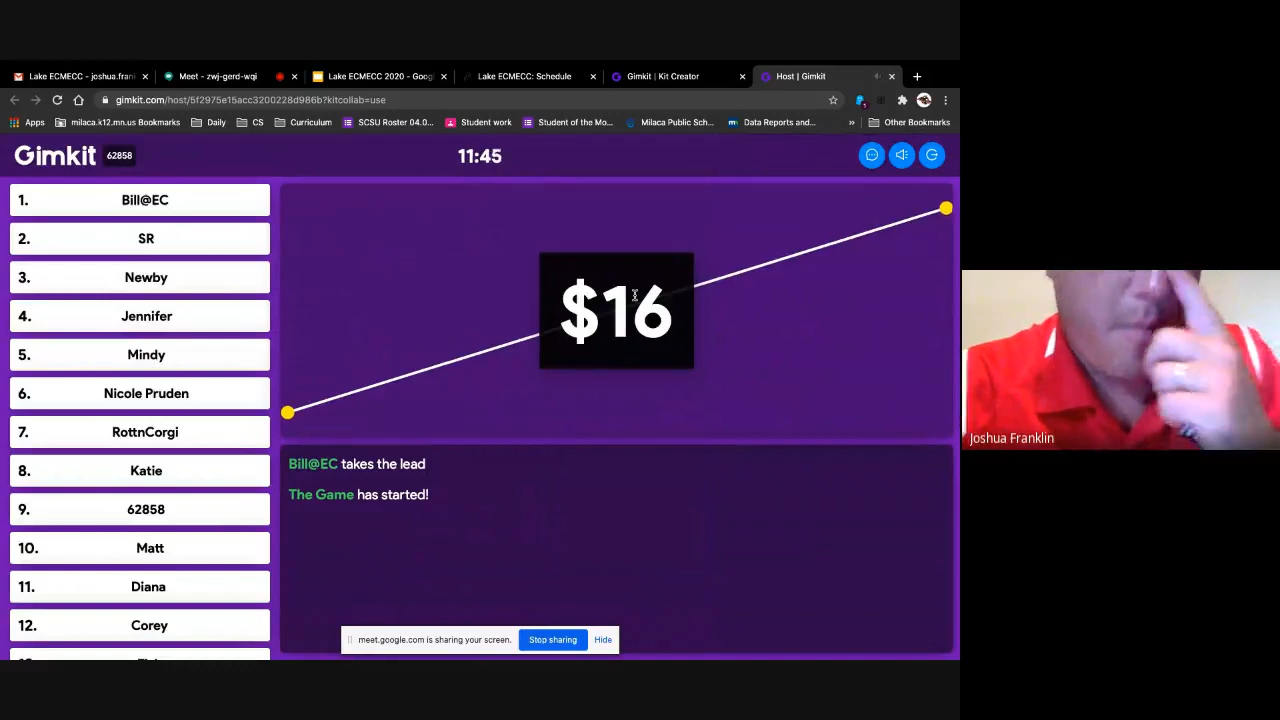 Lake ECMECC - joshua.fran
Meet - zwj-gerd-wqi
Lake ECMECC 2020 - Goog
Lake ECMECC: Schedule
Gimkit | Kit Creator
Host | Gimkit
gimkit.com/host/5f2975e15acc3200228d986b?kitcollab=use
Apps
milaca.k12.mn.us Bookmarks
Daily
CS
Curriculum
SCSU Roster 04.0...
Student work
Student of the Mo...
Milaca Public Sch...
Data Reports and...
»
Other Bookmarks
Gimkit 62858
11:45
1. Bill@EC
2. SR
3. Newby
4. Jennifer
5. Mindy
6. Nicole Pruden
7. RottnCorgi
8. Katie
9. 62858
10. Matt
11. Diana
12. Corey
$16
Bill@EC takes the lead
The Game has started!
meet.google.com is sharing your screen.
Stop sharing
Hide
Joshua Franklin